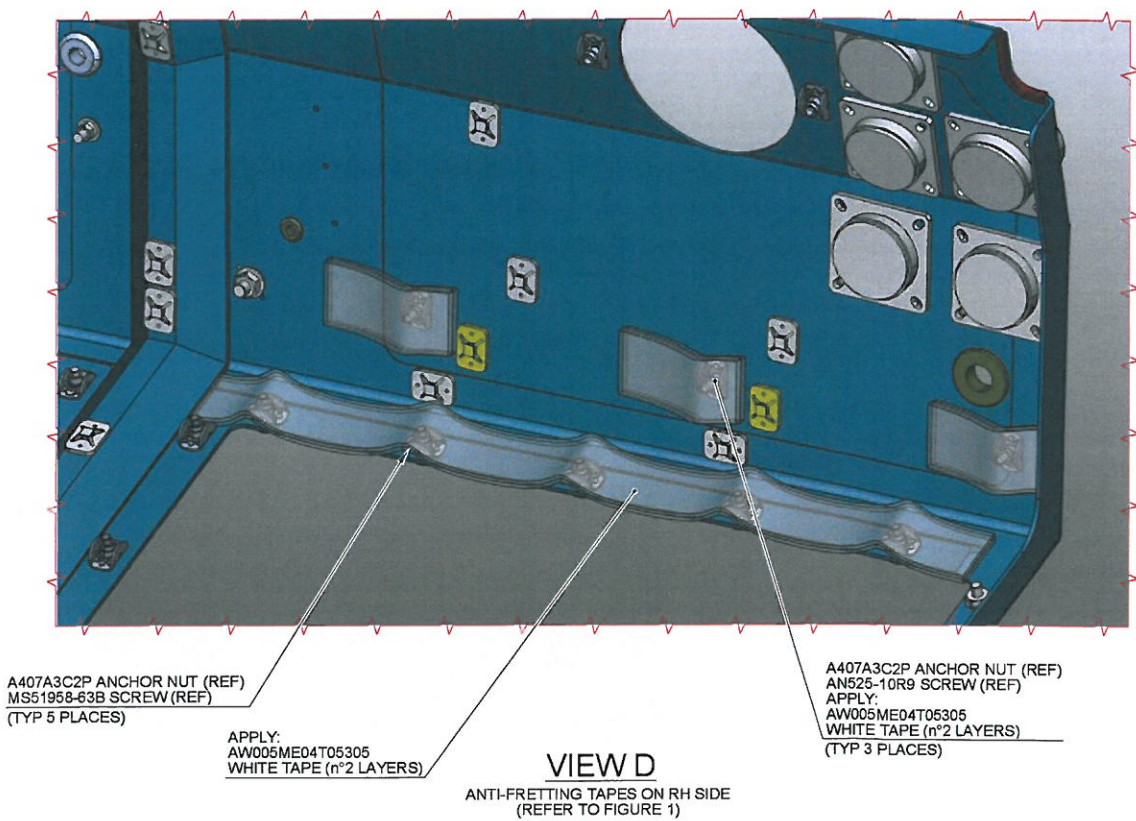 A407A3C2P ANCHOR NUT (REF)
MS51958-63B SCREW (REF)
(TYP 5 PLACES)
APPLY:
AW005ME04T05305
WHITE TAPE (n°2 LAYERS)
A407A3C2P ANCHOR NUT (REF)
AN525-10R9 SCREW (REF)
APPLY:
AW005ME04T05305
WHITE TAPE (n°2 LAYERS)
(TYP 3 PLACES)
VIEW D
ANTI-FRETTING TAPES ON RH SIDE
(REFER TO FIGURE 1)